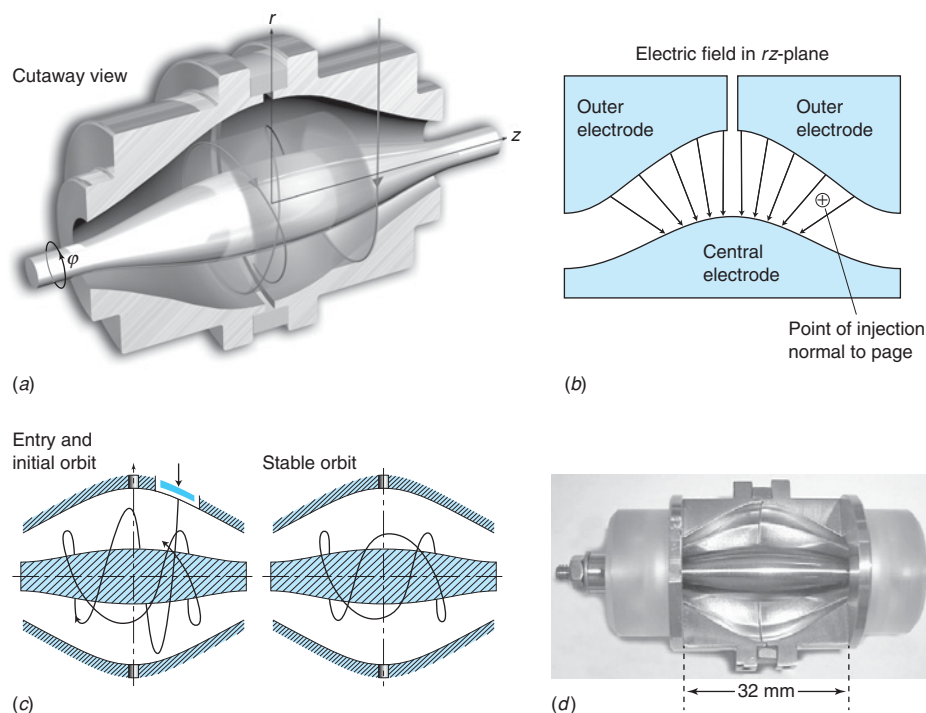 r
Cutaway view
z
φ
(a)
Electric field in rz-plane
Outer
electrode
Outer
electrode
Central
electrode
Point of injection
normal to page
(b)
Entry and
initial orbit
Stable orbit
(c)
32 mm
(d)